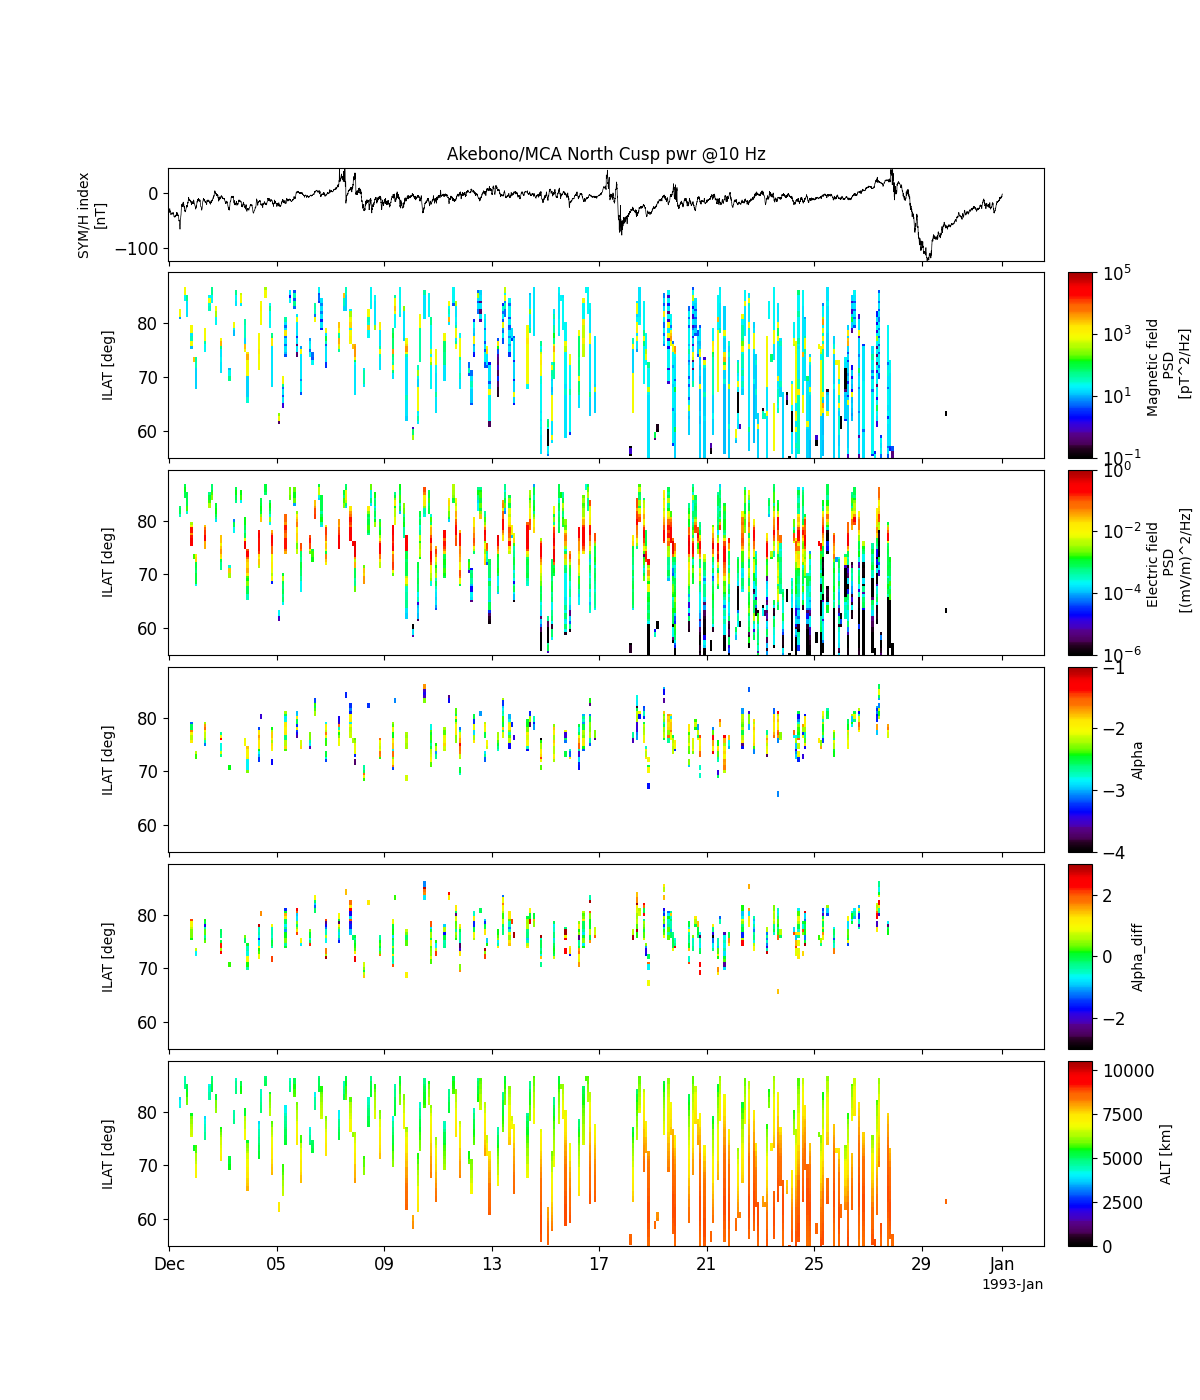 Akebono/MCA North Cusp pwr @10 Hz
SYM/H index
[nT]
0
−100
ILAT [deg]
80
70
60
10^5
10^3
10^1
10^-1
Magnetic field
PSD
[pT^2/Hz]
ILAT [deg]
80
70
60
10^0
10^-2
10^-4
10^-6
Electric field
PSD
[(mV/m)^2/Hz]
ILAT [deg]
80
70
60
−1
−2
−3
−4
Alpha
ILAT [deg]
80
70
60
2
0
−2
Alpha_diff
ILAT [deg]
80
70
60
10000
7500
5000
2500
0
ALT [km]
Dec 05 09 13 17 21 25 29 Jan
1993-Jan